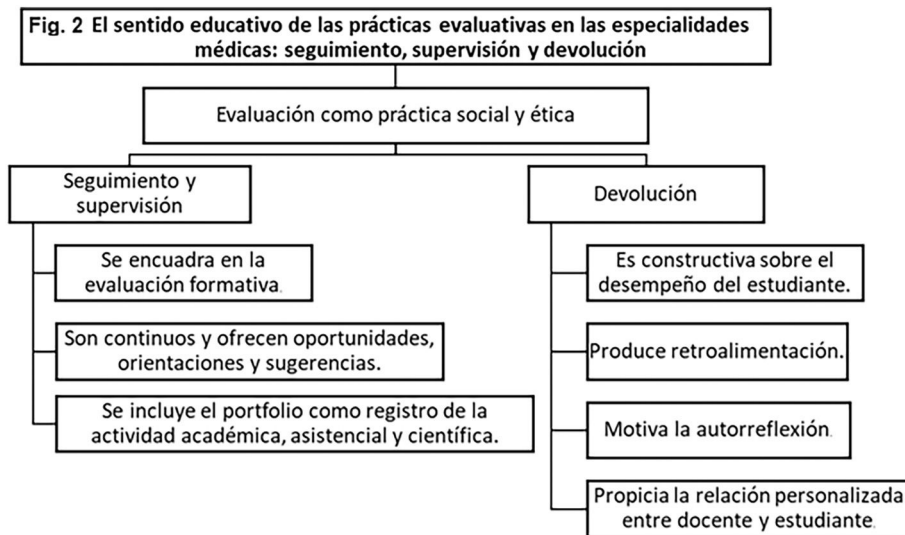 Fig. 2 El sentido educativo de las prácticas evaluativas en las especialidades
médicas: seguimiento, supervisión y devolución
Evaluación como práctica social y ética
Seguimiento y
supervisión
Se encuadra en la
evaluación formativa.
Son continuos y ofrecen oportunidades,
orientaciones y sugerencias.
Se incluye el portfolio como registro de la
actividad académica, asistencial y científica.
Devolución
Es constructiva sobre el
desempeño del estudiante.
Produce retroalimentación.
Motiva la autorreflexión.
Propicia la relación personalizada
entre docente y estudiante.